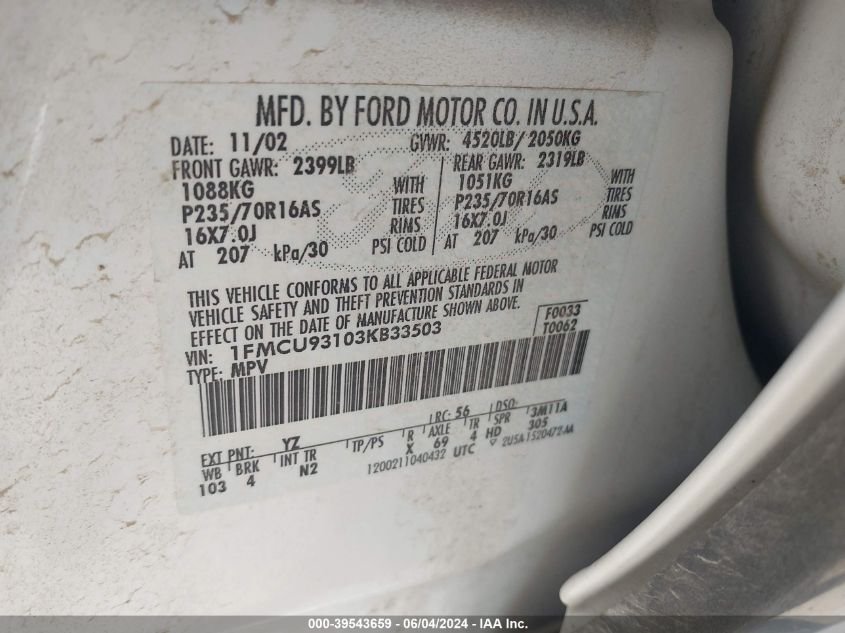 MFD. BY FORD MOTOR CO. IN U.S.A.
DATE: 11/02 GVWR: 4520LB/ 2050KG
FRONT GAWR: 2399LB REAR GAWR: 2319LB
1088KG WITH 1051KG WITH
P235/70R16AS TIRES P235/70R16AS TIRES
16X7.0J RIMS 16X7.0J RIMS
AT 207 kPa/30 PSI COLD AT 207 kPa/30 PSI COLD
THIS VEHICLE CONFORMS TO ALL APPLICABLE FEDERAL MOTOR
VEHICLE SAFETY AND THEFT PREVENTION STANDARDS IN
EFFECT ON THE DATE OF MANUFACTURE SHOWN ABOVE.
F0033
VIN: 1FMCU93103KB33503 T0062
TYPE: MPV
RC: 56 DSO: 3M11A
EXT PNT: YZ
WB BRK INT TR TP/PS R AXLE TR SPR
103 4 N2 X 69 4 HD 305
1200211040432 UTC 2U5A-1520472-AA
000-39543659 - 06/04/2024 - IAA Inc.